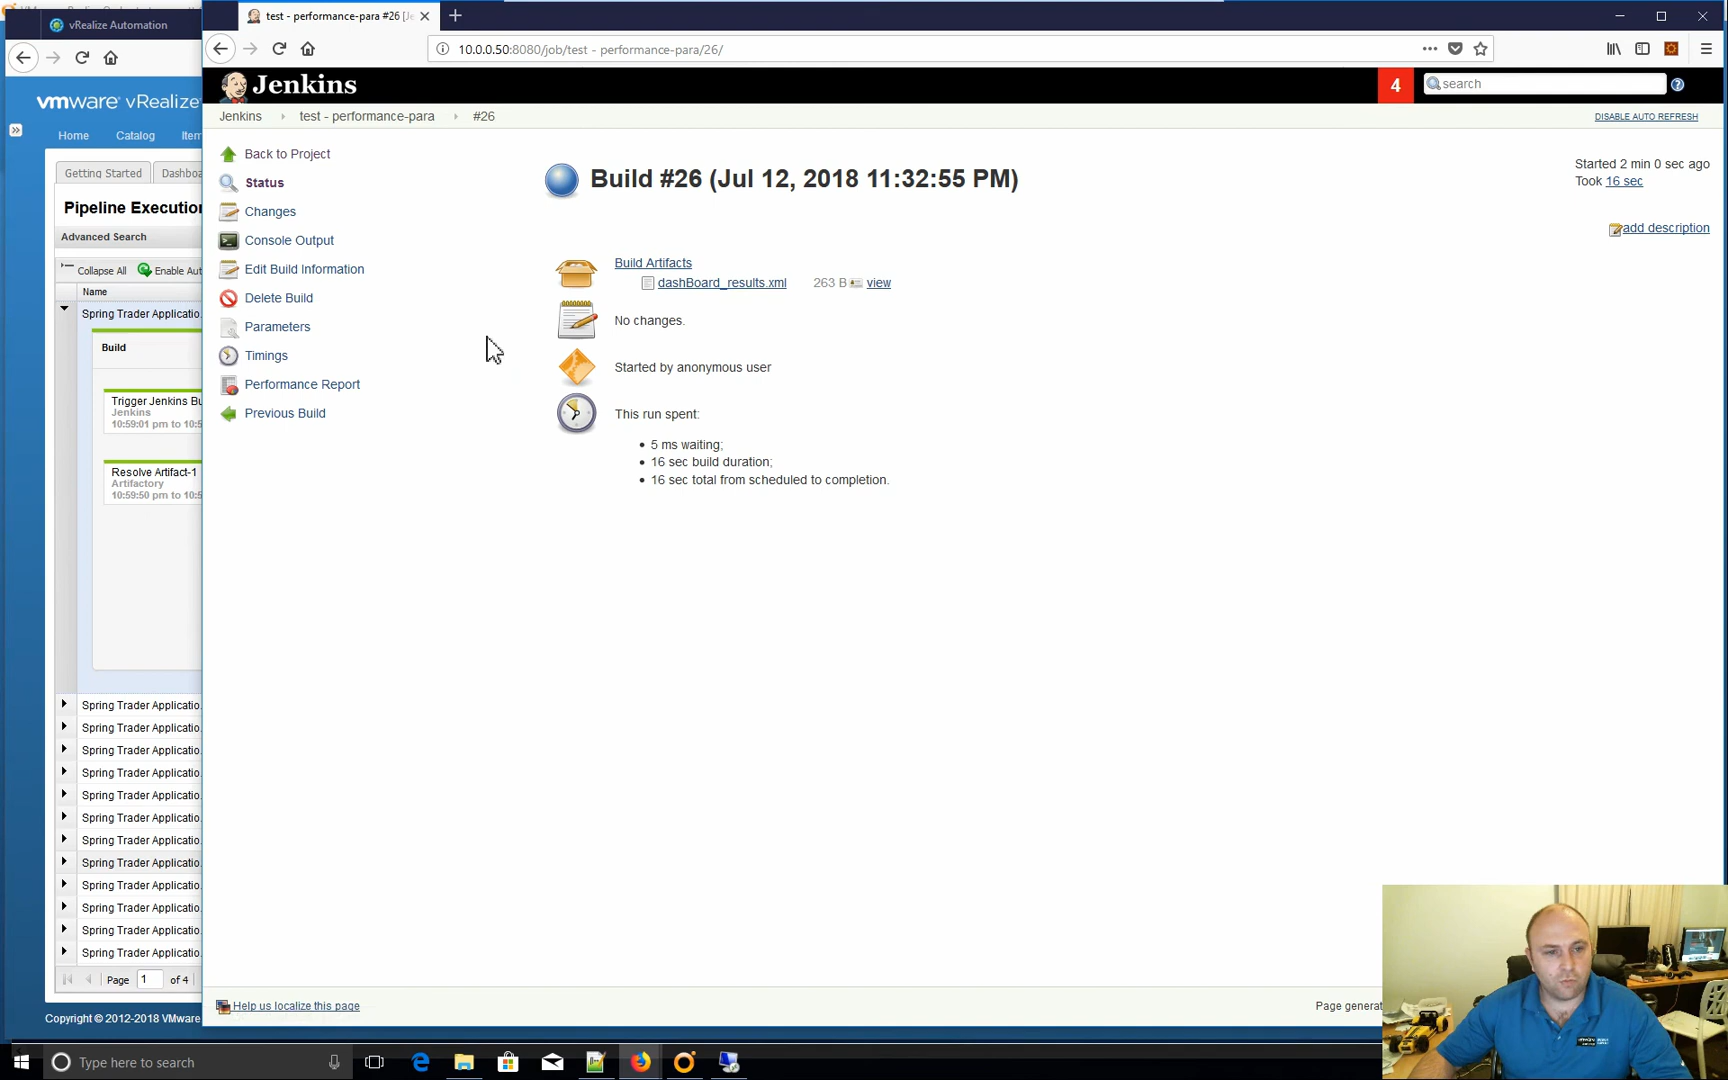 vRealize Automation
vmware vRealize
Home Catalog Item
Getting Started Dashboa
Pipeline Execution
Advanced Search
Collapse All Enable Aut
Name
Spring Trader Applicatio
Build
Trigger Jenkins Bu
Jenkins
10:59:01 pm to 10:5
Resolve Artifact-1
Artifactory
10:59:50 pm to 10:5
Spring Trader Applicatio
Spring Trader Applicatio
Spring Trader Applicatio
Spring Trader Applicatio
Spring Trader Applicatio
Spring Trader Applicatio
Spring Trader Applicatio
Spring Trader Applicatio
Spring Trader Applicatio
Spring Trader Applicatio
Spring Trader Applicatio
Spring Trader Applicatio
Page 1 of 4
Copyright © 2012-2018 VMware
test - performance-para #26 [Je
10.0.0.50:8080/job/test - performance-para/26/
Jenkins
4
search
Jenkins test - performance-para #26
DISABLE AUTO REFRESH
Back to Project
Status
Changes
Console Output
Edit Build Information
Delete Build
Parameters
Timings
Performance Report
Previous Build
Build #26 (Jul 12, 2018 11:32:55 PM)
Started 2 min 0 sec ago
Took 16 sec
add description
Build Artifacts
dashBoard_results.xml 263 B view
No changes.
Started by anonymous user
This run spent:
5 ms waiting;
16 sec build duration;
16 sec total from scheduled to completion.
Help us localize this page
Page generat
Type here to search